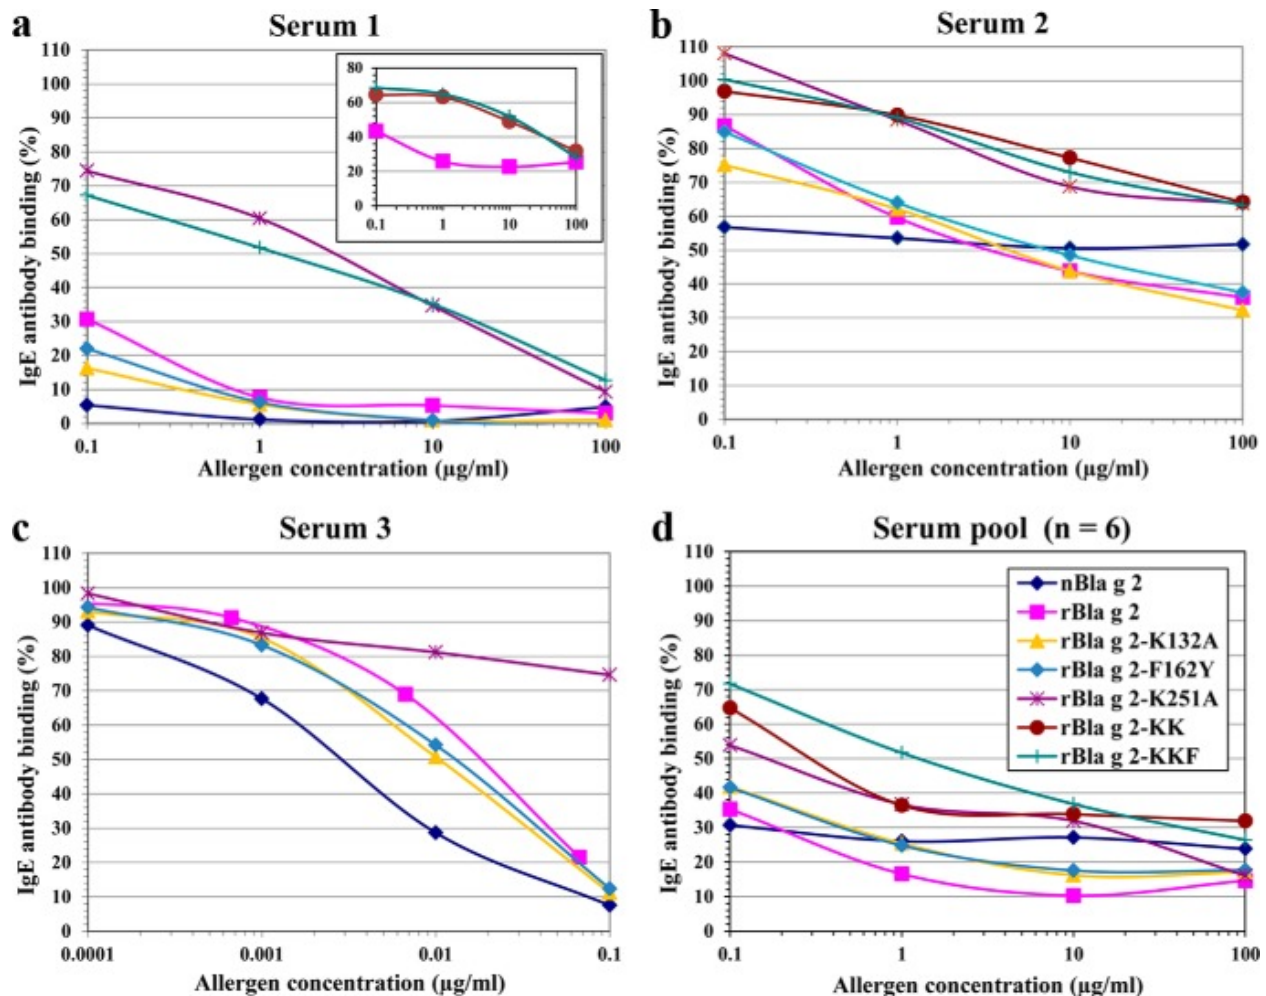 a Serum 1
110
100
90
80
70
60
50
40
30
20
10
0
IgE antibody binding (%)
80
60
40
20
0
0.1 1 10 100
0.1 1 10 100
Allergen concentration (µg/ml)
b Serum 2
110
100
90
80
70
60
50
40
30
20
10
0
IgE antibody binding (%)
0.1 1 10 100
Allergen concentration (µg/ml)
c Serum 3
110
100
90
80
70
60
50
40
30
20
10
0
IgE antibody binding (%)
0.0001 0.001 0.01 0.1
Allergen concentration (µg/ml)
d Serum pool (n = 6)
110
100
90
80
70
60
50
40
30
20
10
0
IgE antibody binding (%)
nBla g 2
rBla g 2
rBla g 2-K132A
rBla g 2-F162Y
rBla g 2-K251A
rBla g 2-KK
rBla g 2-KKF
0.1 1 10 100
Allergen concentration (µg/ml)